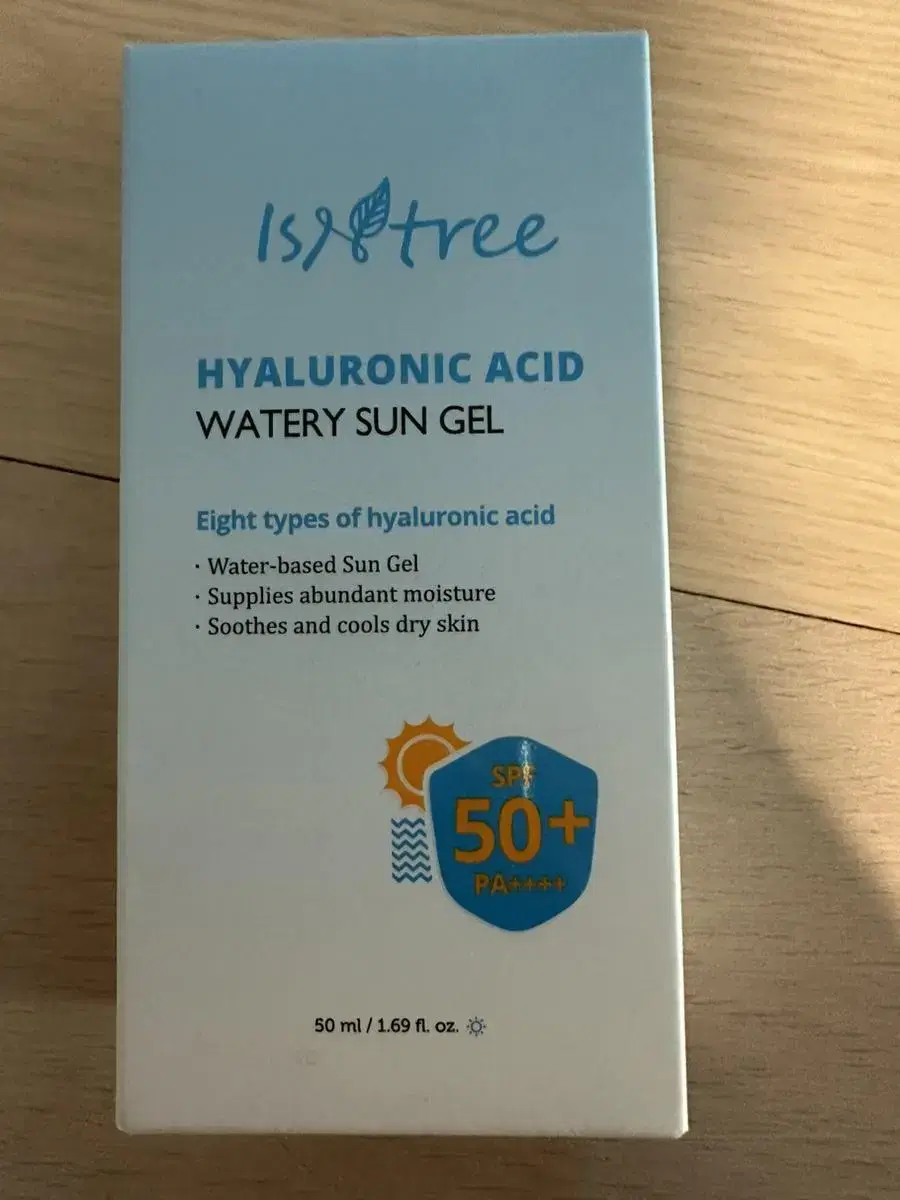 Isntree
HYALURONIC ACID
WATERY SUN GEL
Eight types of hyaluronic acid
· Water-based Sun Gel
· Supplies abundant moisture
· Soothes and cools dry skin
SPF
50+
PA++++
50 ml / 1.69 fl. oz.